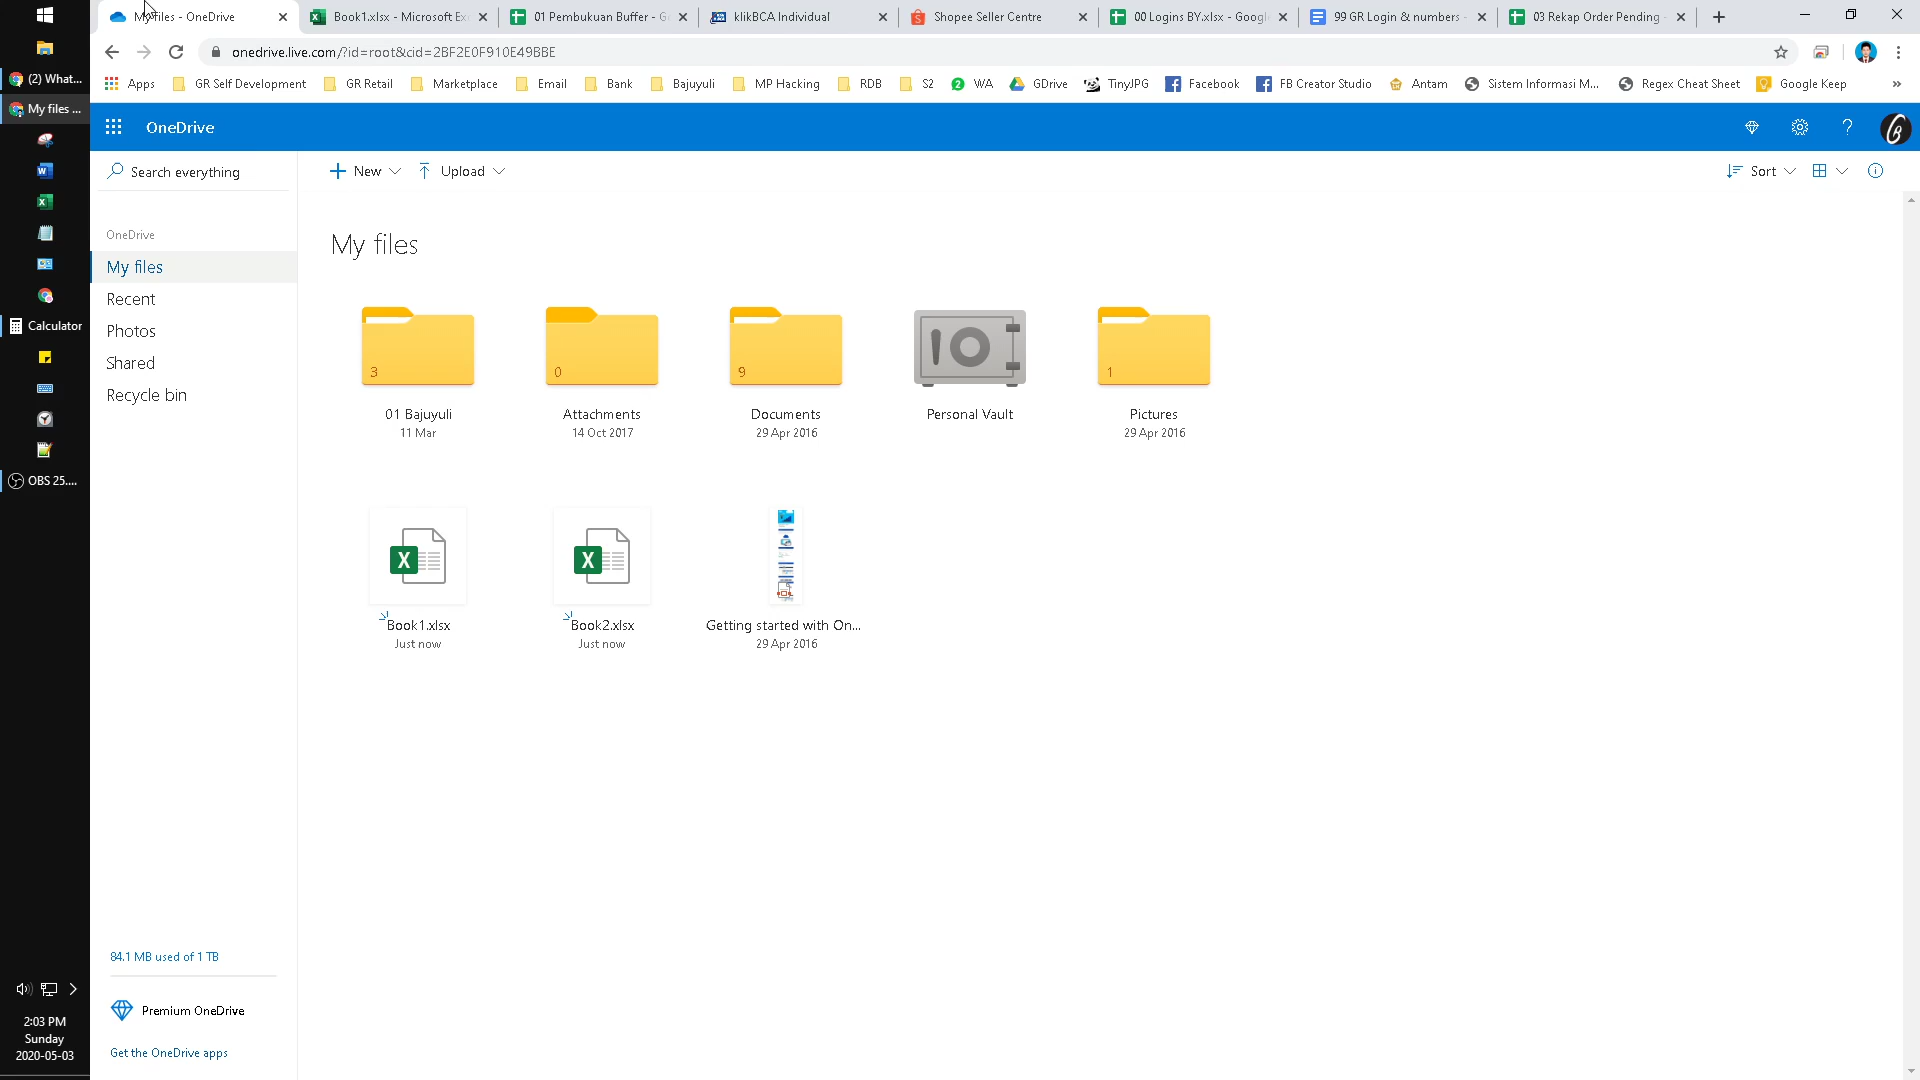 My files - OneDrive
Book1.xlsx - Microsoft Ex
01 Pembukuan Buffer - G
klikBCA Individual
Shopee Seller Centre
00 Logins BY.xlsx - Googl
99 GR Login & numbers -
03 Rekap Order Pending -
onedrive.live.com/?id=root&cid=2BF2E0F910E49BBE
Apps
GR Self Development
GR Retail
Marketplace
Email
Bank
Bajuyuli
MP Hacking
RDB
S2
2 WA
GDrive
TinyJPG
Facebook
FB Creator Studio
Antam
Sistem Informasi M...
Regex Cheat Sheet
Google Keep
»
(2) What...
My files ...
Calculator
OBS 25....
2:03 PM
Sunday
2020-05-03
OneDrive
Search everything
New
Upload
Sort
OneDrive
My files
Recent
Photos
Shared
Recycle bin
84.1 MB used of 1 TB
Premium OneDrive
Get the OneDrive apps
My files
3
0
9
1
01 Bajuyuli
11 Mar
Attachments
14 Oct 2017
Documents
29 Apr 2016
Personal Vault
Pictures
29 Apr 2016
Book1.xlsx
Just now
Book2.xlsx
Just now
Getting started with On...
29 Apr 2016